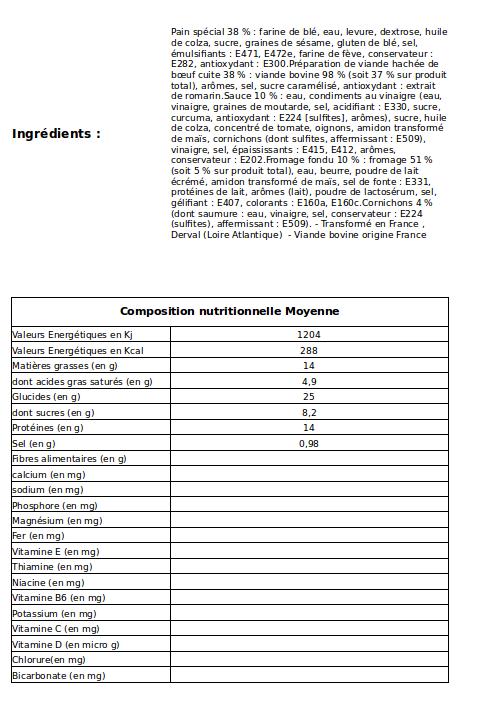 Pain spécial 38 % : farine de blé, eau, levure, dextrose, huile
de colza, sucre, graines de sésame, gluten de blé, sel,
émulsifiants : E471, E472e, farine de fève, conservateur :
E282, antioxydant : E300.Préparation de viande hachée de
bœuf cuite 38 % : viande bovine 98 % (soit 37 % sur produit
total), arômes, sel, sucre caramélisé, antioxydant : extrait
de romarin.Sauce 10 % : eau, condiments au vinaigre (eau,
vinaigre, graines de moutarde, sel, acidifiant : E330, sucre,
curcuma, antioxydant : E224 [sulfites], arômes), sucre, huile
Ingrédients :
de colza, concentré de tomate, oignons, amidon transformé
de maïs, cornichons (dont sulfites, affermissant : E509),
vinaigre, sel, épaississants : E415, E412, arômes,
conservateur : E202.Fromage fondu 10 % : fromage 51 %
(soit 5 % sur produit total), eau, beurre, poudre de lait
écrémé, amidon transformé de maïs, sel de fonte : E331,
protéines de lait, arômes (lait), poudre de lactosérum, sel,
gélifiant : E407, colorants : E160a, E160c.Cornichons 4 %
(dont saumure : eau, vinaigre, sel, conservateur : E224
(sulfites), affermissant : E509). - Transformé en France ,
Derval (Loire Atlantique)  - Viande bovine origine France
Composition nutritionnelle Moyenne
Valeurs Energétiques en Kj 1204
Valeurs Energétiques en Kcal 288
Matières grasses (en g) 14
dont acides gras saturés (en g) 4,9
Glucides (en g) 25
dont sucres (en g) 8,2
Protéines (en g) 14
Sel (en g) 0,98
Fibres alimentaires (en g)
calcium (en mg)
sodium (en mg)
Phosphore (en mg)
Magnésium (en mg)
Fer (en mg)
Vitamine E (en mg)
Thiamine (en mg)
Niacine (en mg)
Vitamine B6 (en mg)
Potassium (en mg)
Vitamine C (en mg)
Vitamine D (en micro g)
Chlorure(en mg)
Bicarbonate (en mg)